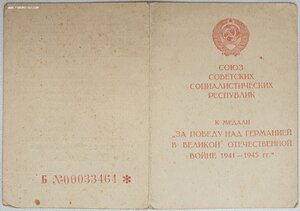 СОЮЗ
СОВЕТСКИХ
СОЦИАЛИСТИЧЕСКИХ
РЕСПУБЛИК
К МЕДАЛИ
"ЗА ПОБЕДУ НАД ГЕРМАНИЕЙ
В ВЕЛИКОЙ ОТЕЧЕСТВЕННОЙ
ВОЙНЕ 1941—1945 гг."
Б №00033464 *